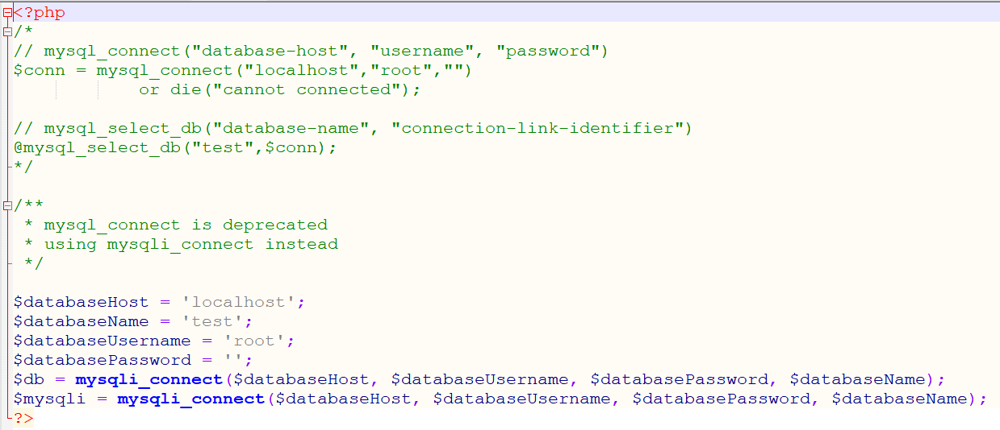 <?php
/*
// mysql_connect("database-host", "username", "password")
$conn = mysql_connect("localhost","root","")
            or die("cannot connected");
// mysql_select_db("database-name", "connection-link-identifier")
@mysql_select_db("test",$conn);
*/
/**
 * mysql_connect is deprecated
 * using mysqli_connect instead
 */
$databaseHost = 'localhost';
$databaseName = 'test';
$databaseUsername = 'root';
$databasePassword = '';
$db = mysqli_connect($databaseHost, $databaseUsername, $databasePassword, $databaseName);
$mysqli = mysqli_connect($databaseHost, $databaseUsername, $databasePassword, $databaseName);
?>